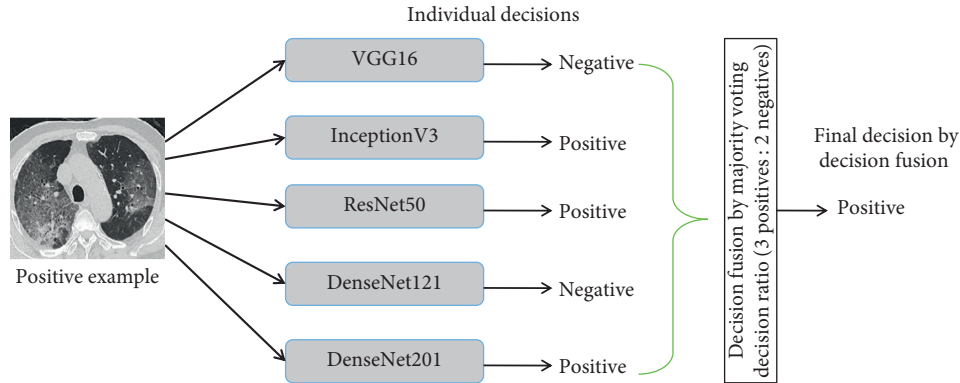 Individual decisions
VGG16
Negative
InceptionV3
Positive
ResNet50
Positive
DenseNet121
Negative
DenseNet201
Positive
Positive example
Decision fusion by majority voting
decision ratio (3 positives : 2 negatives)
Final decision by
decision fusion
Positive